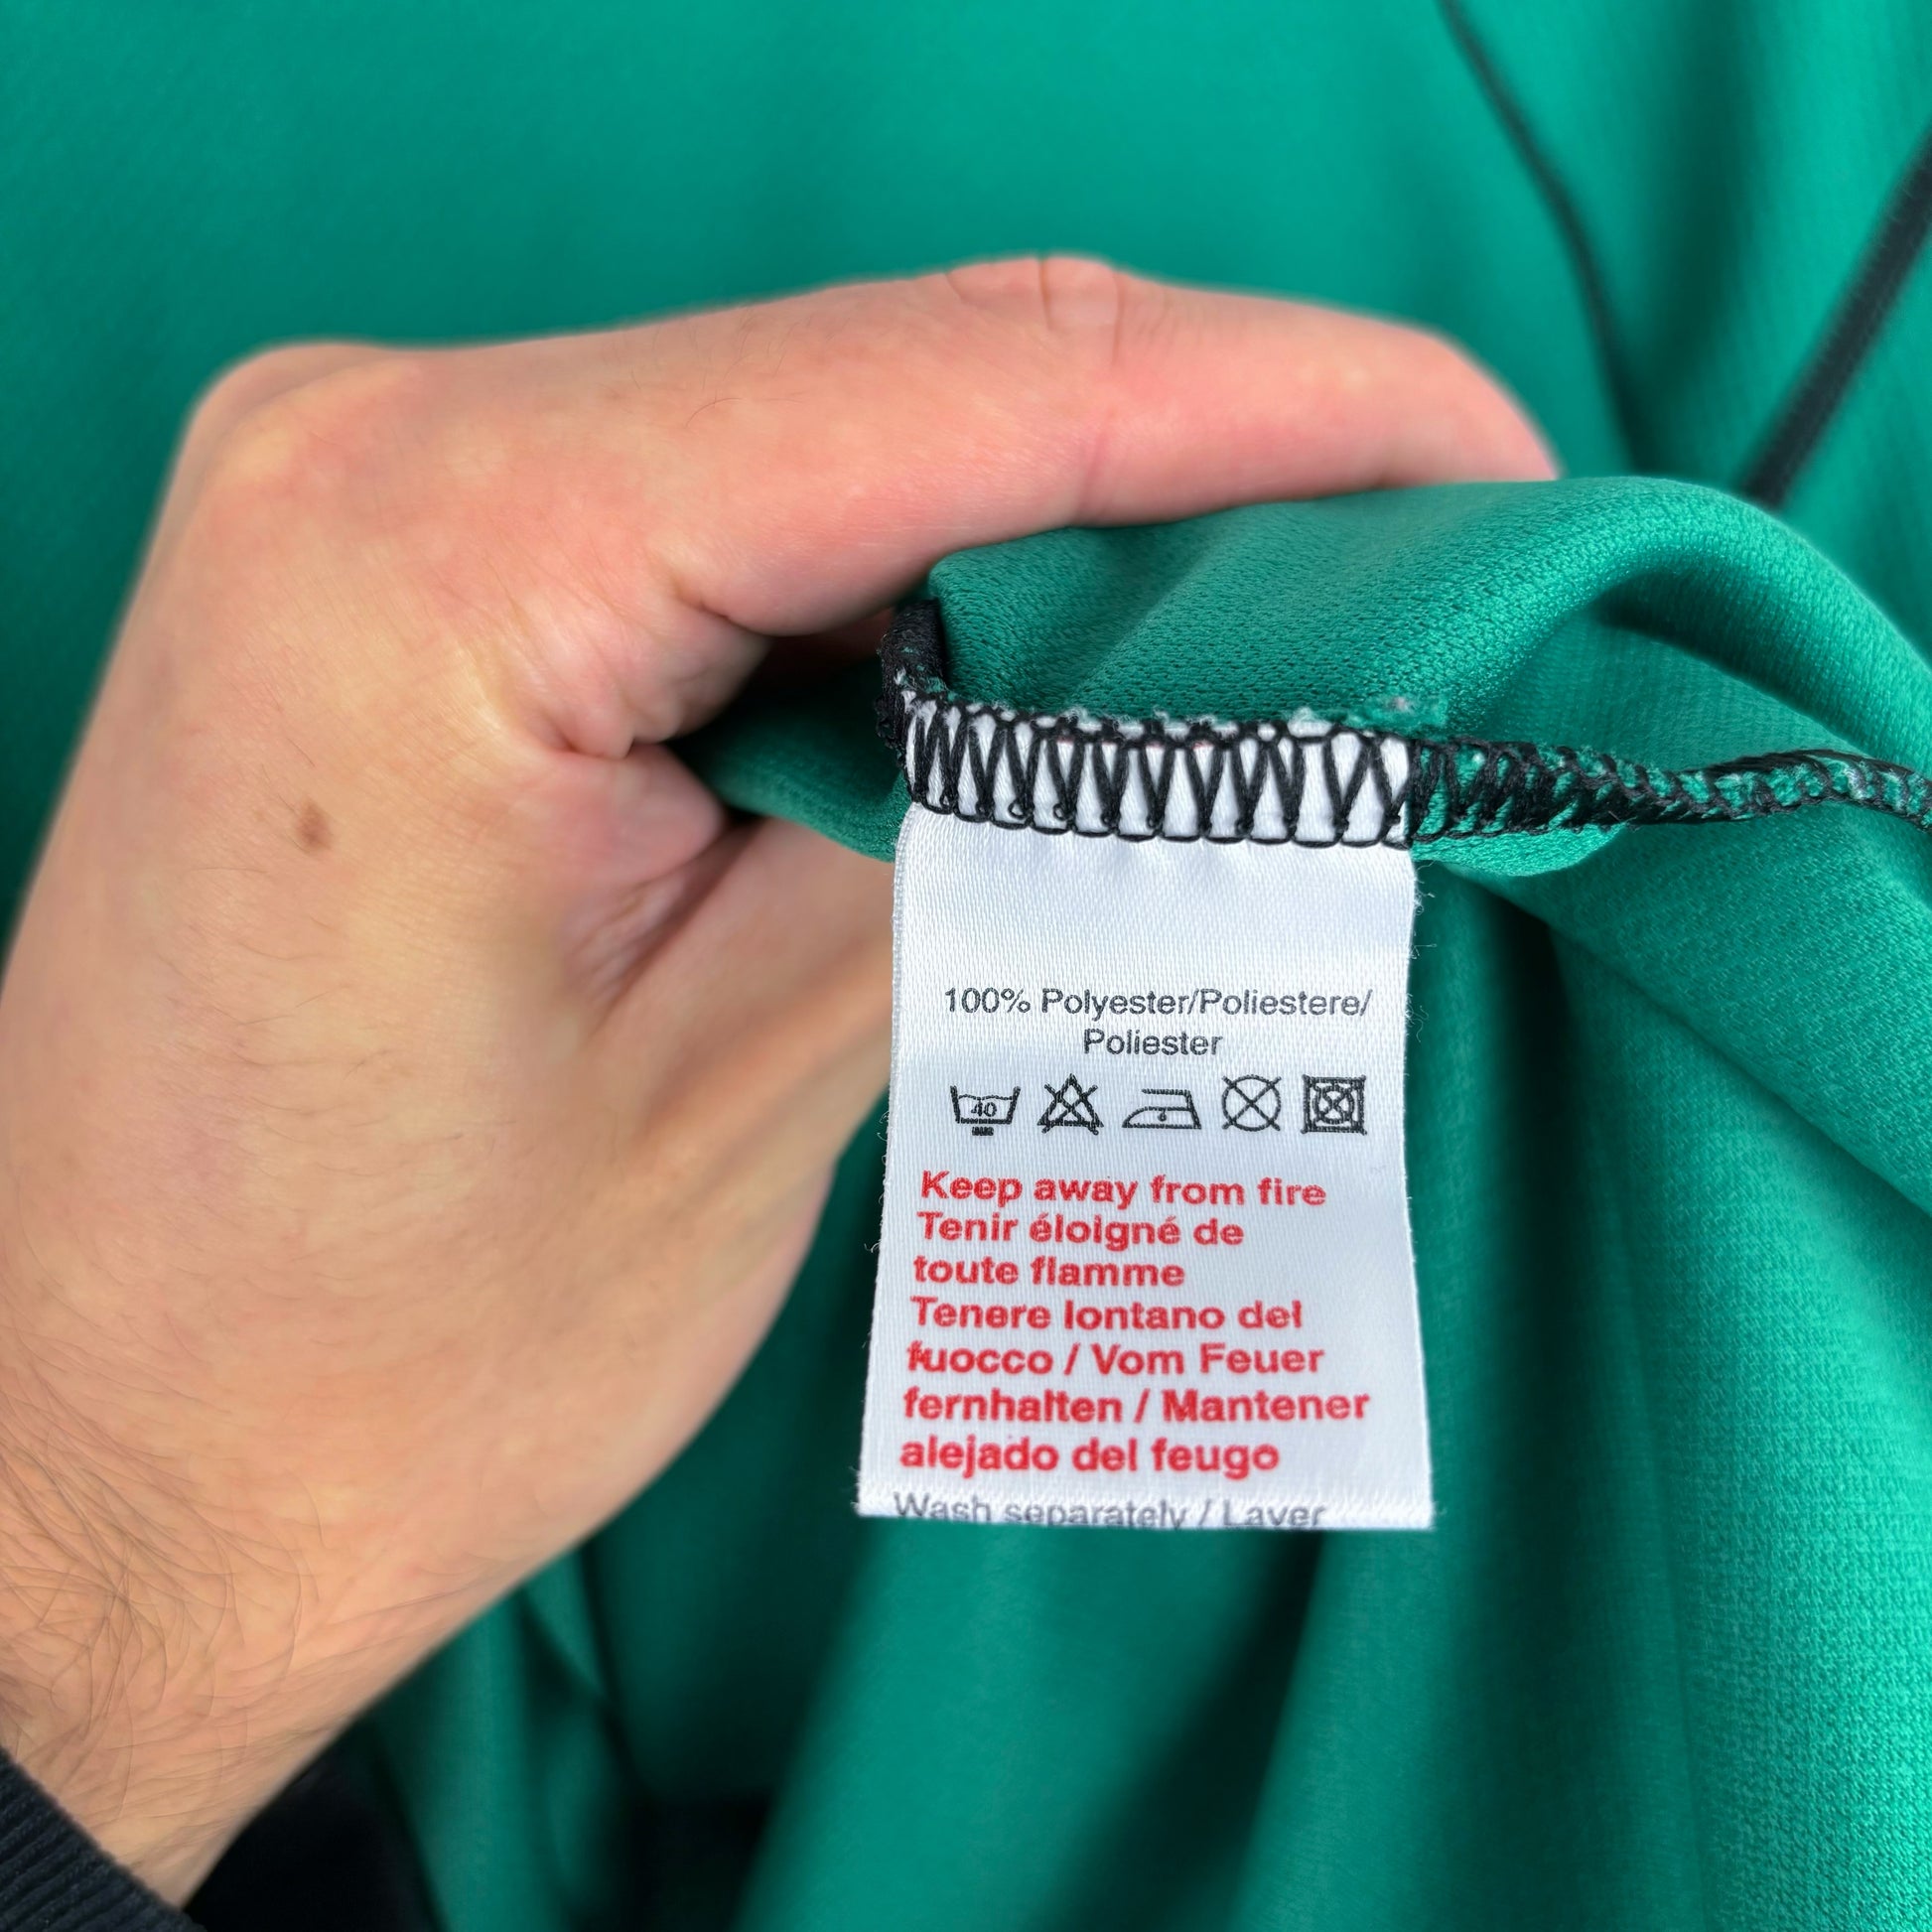 100% Polyester/Poliestere/
Poliester
40
Keep away from fire
Tenir éloigné de
toute flamme
Tenere lontano del
fuocco / Vom Feuer
fernhalten / Mantener
alejado del feugo
Wash separately / Laver